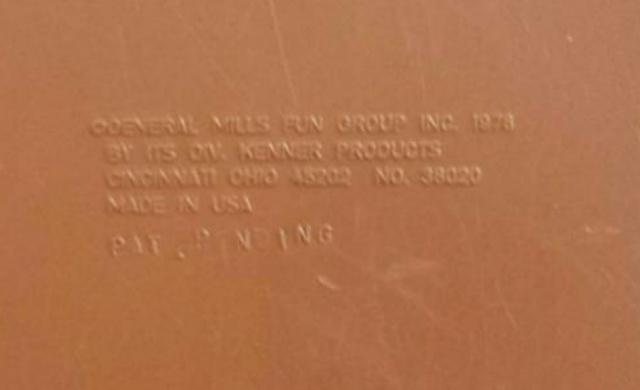 ©GENERAL MILLS FUN GROUP INC. 1978
BY ITS DIV. KENNER PRODUCTS
CINCINNATI OHIO 45202 NO. 38020
MADE IN USA
PAT. PENDING